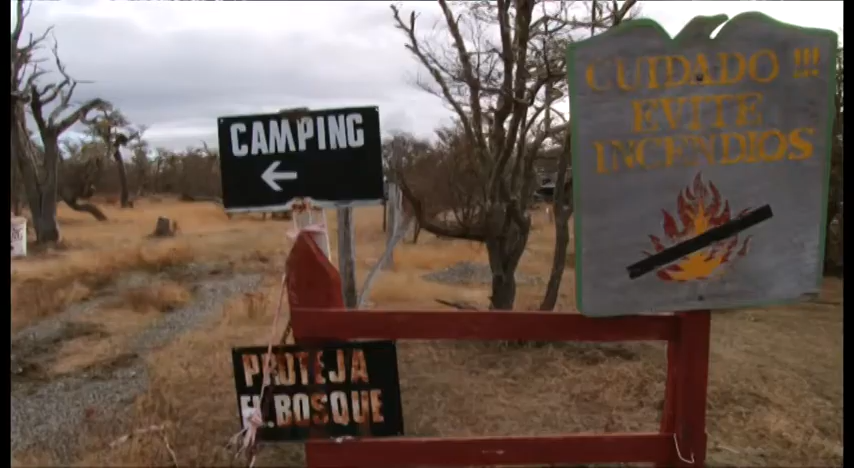 CAMPING
CUIDADO !!!
EVITE
INCENDIOS
PROTEJA
EL BOSQUE